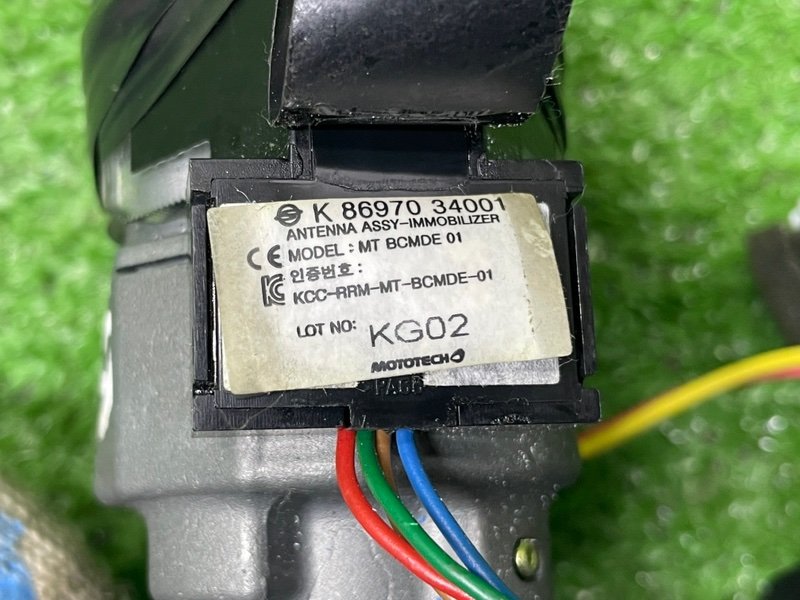 K 86970 34001
ANTENNA ASSY-IMMOBILIZER
CE MODEL : MT BCMDE 01
인증번호 :
KCC-RRM-MT-BCMDE-01
LOT NO: KG02
MOTOTECH